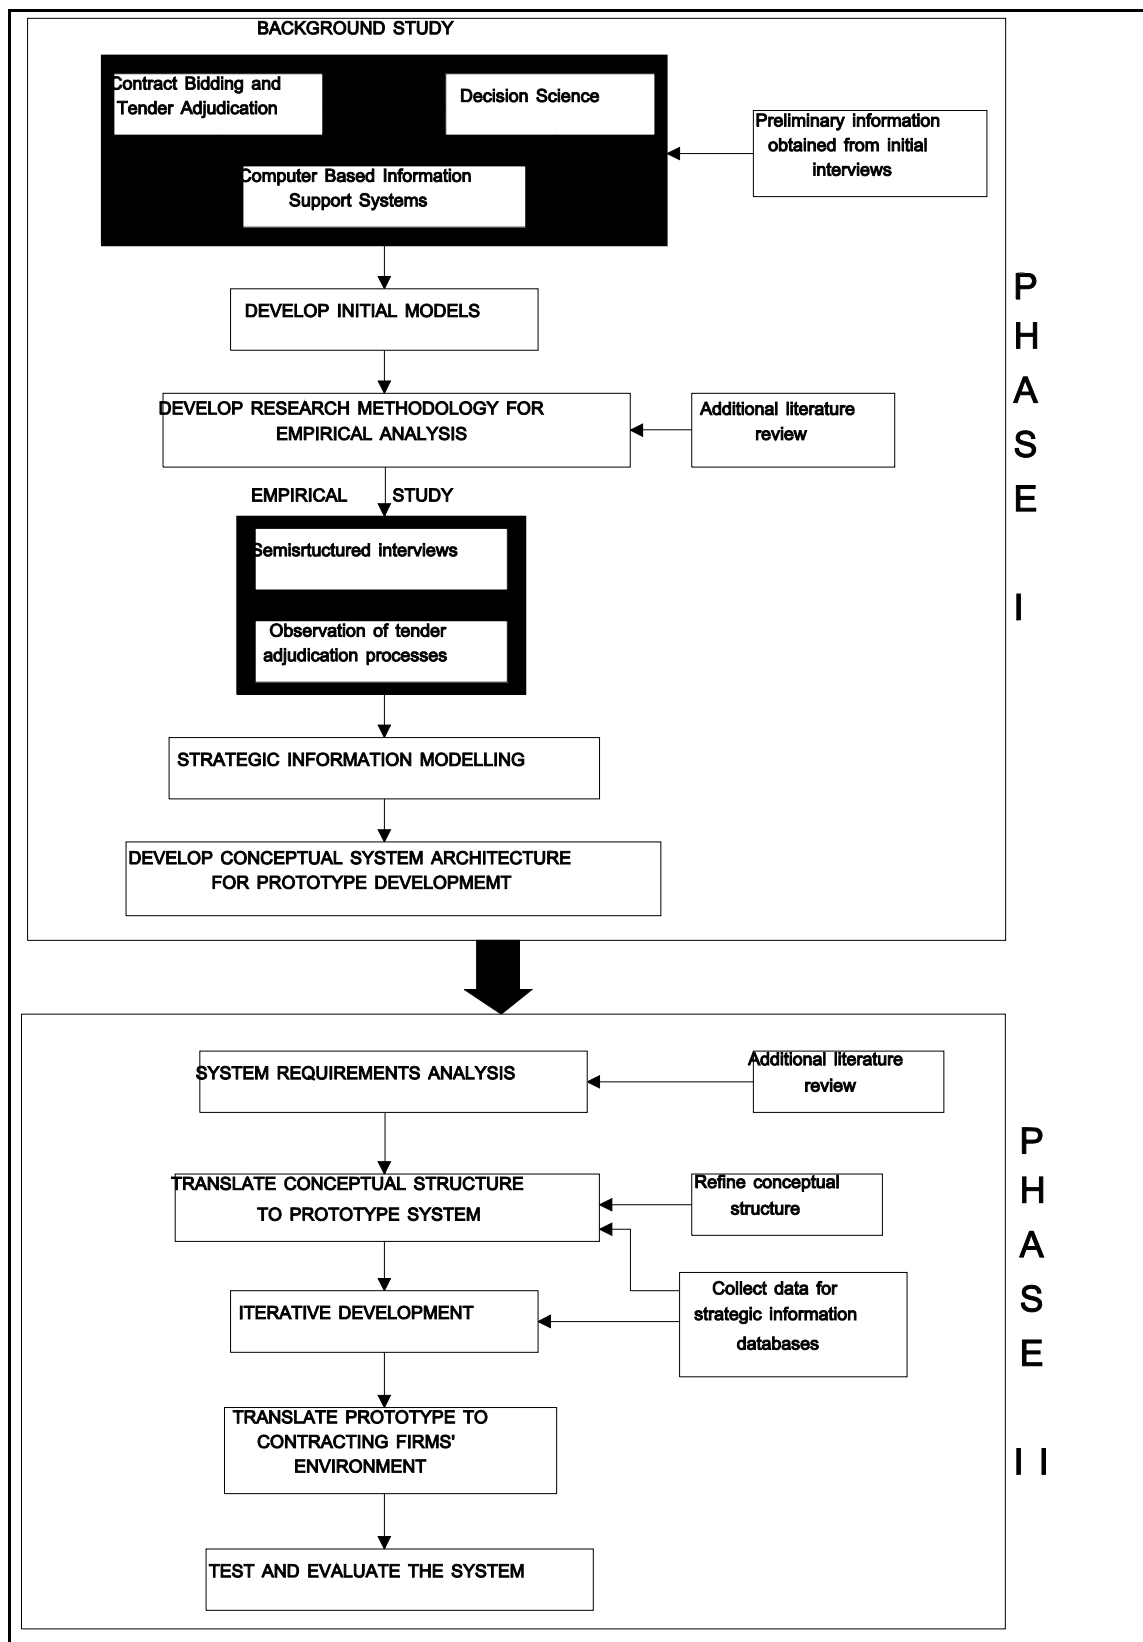 BACKGROUND STUDY
Contract Bidding and
Tender Adjudication
Decision Science
Preliminary information
obtained from initial
interviews
Computer Based Information
Support Systems
DEVELOP INITIAL MODELS
DEVELOP RESEARCH METHODOLOGY FOR
EMPIRICAL ANALYSIS
Additional literature
review
EMPIRICAL STUDY
Semisrtuctured interviews
Observation of tender
adjudication processes
STRATEGIC INFORMATION MODELLING
DEVELOP CONCEPTUAL SYSTEM ARCHITECTURE
FOR PROTOTYPE DEVELOPMEMT
P
H
A
S
E
I
SYSTEM REQUIREMENTS ANALYSIS
Additional literature
review
TRANSLATE CONCEPTUAL STRUCTURE
TO PROTOTYPE SYSTEM
Refine conceptual
structure
ITERATIVE DEVELOPMENT
Collect data for
strategic information
databases
TRANSLATE PROTOTYPE TO
CONTRACTING FIRMS'
ENVIRONMENT
TEST AND EVALUATE THE SYSTEM
P
H
A
S
E
I I